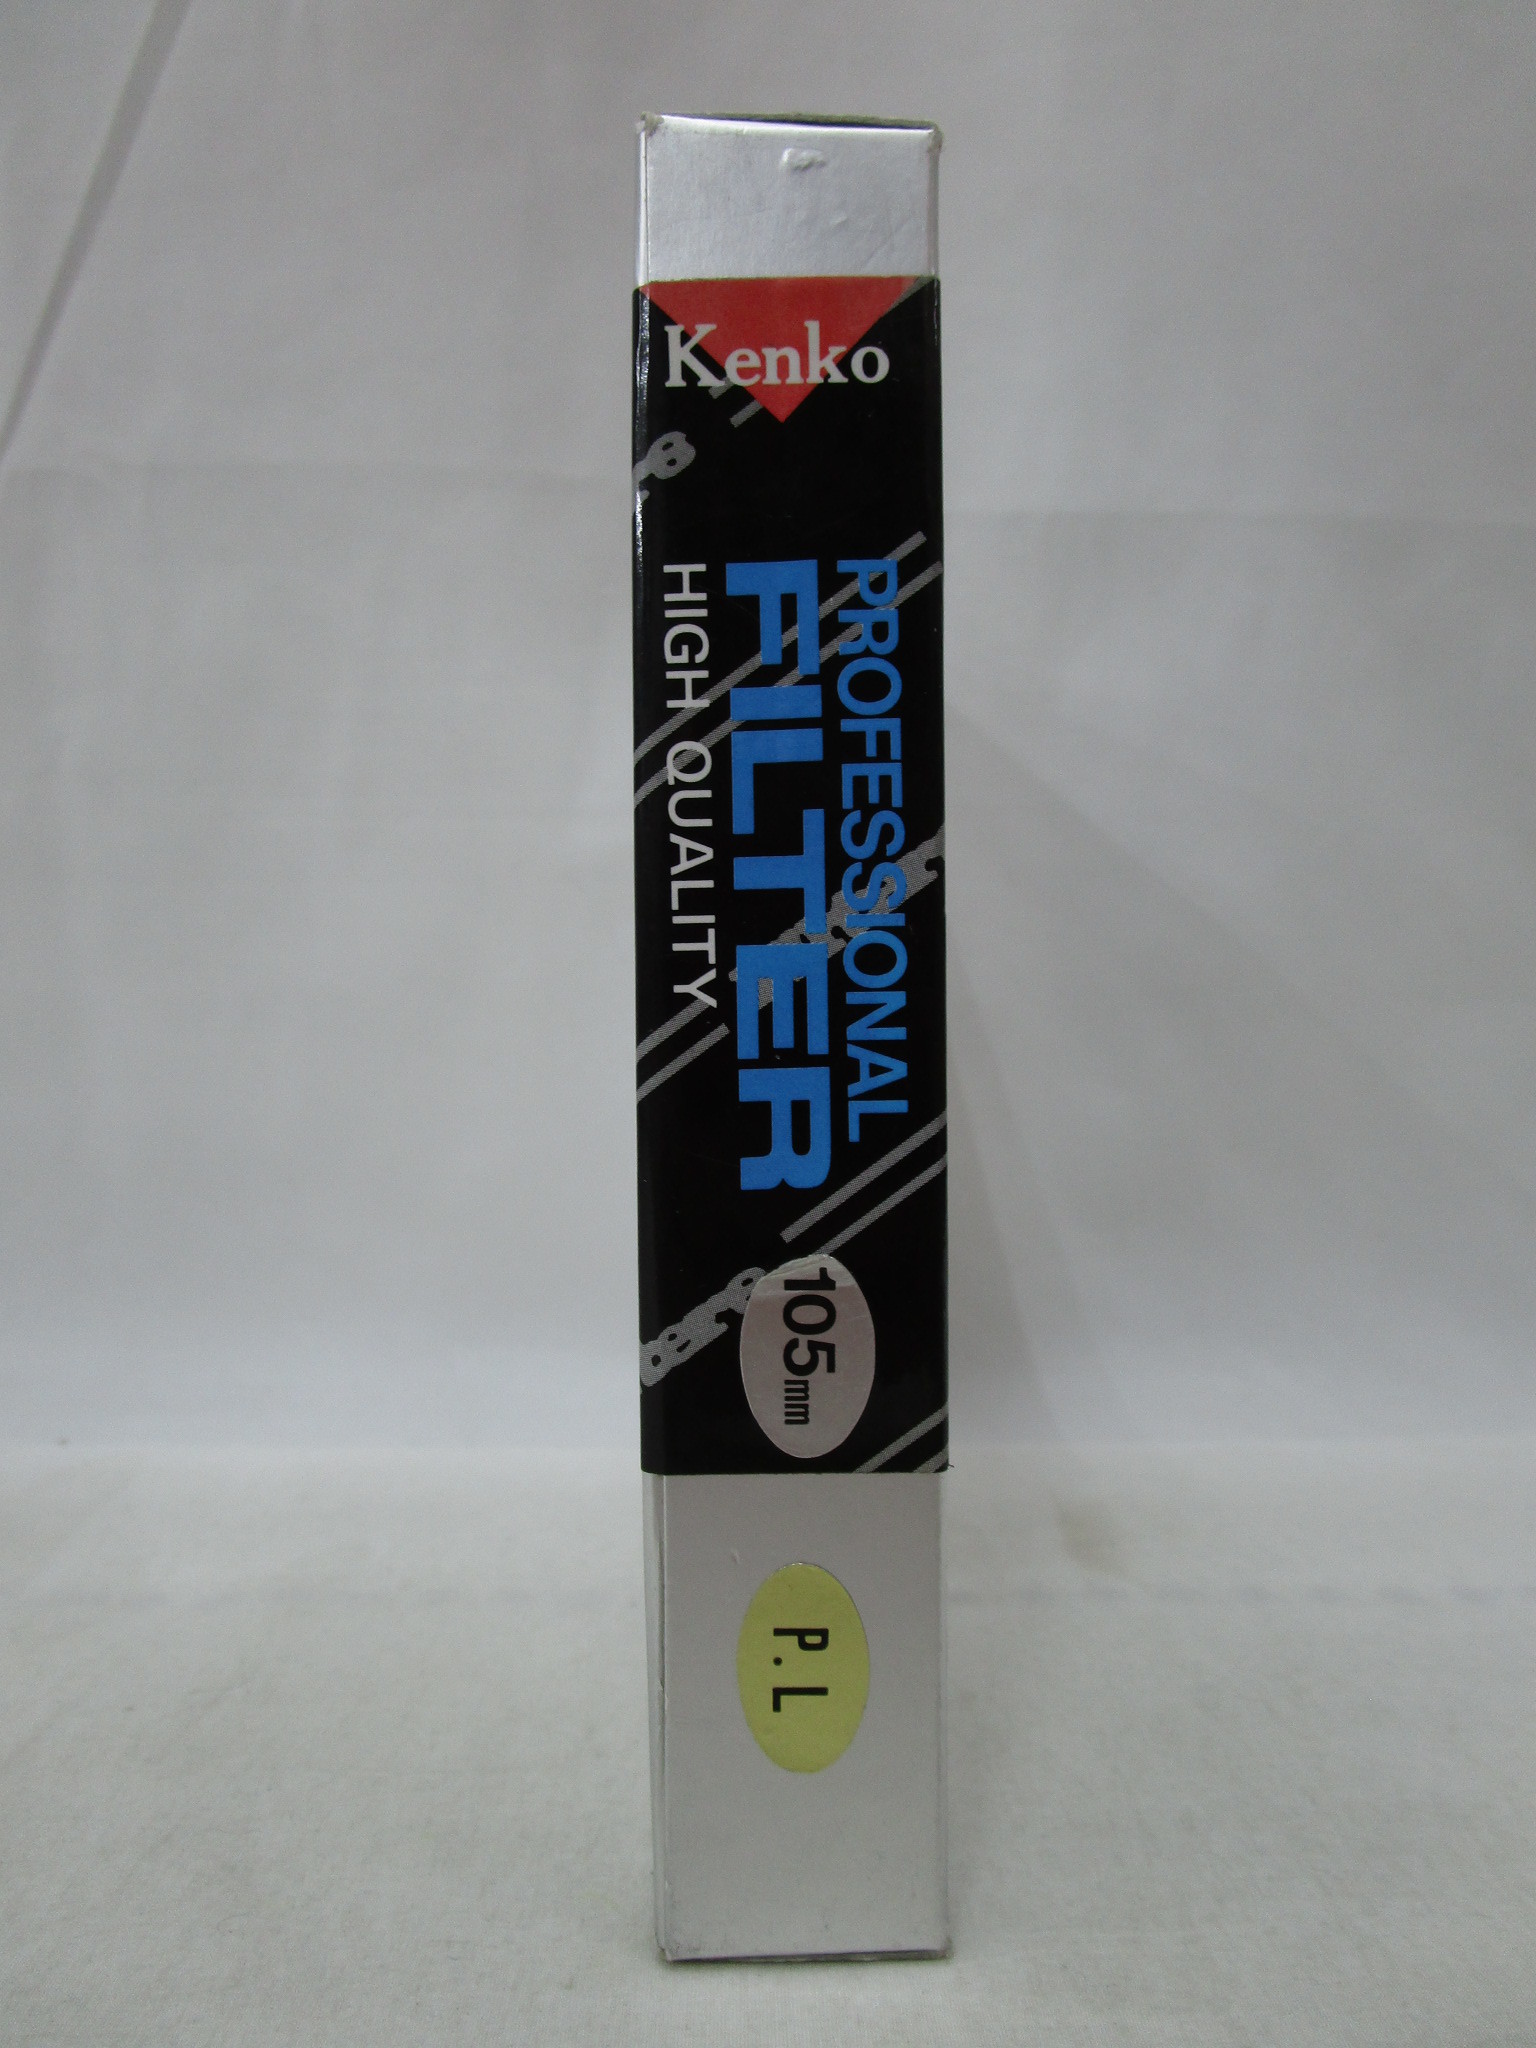 Kenko
PROFESSIONAL
FILTER
HIGH QUALITY
105mm
P.L